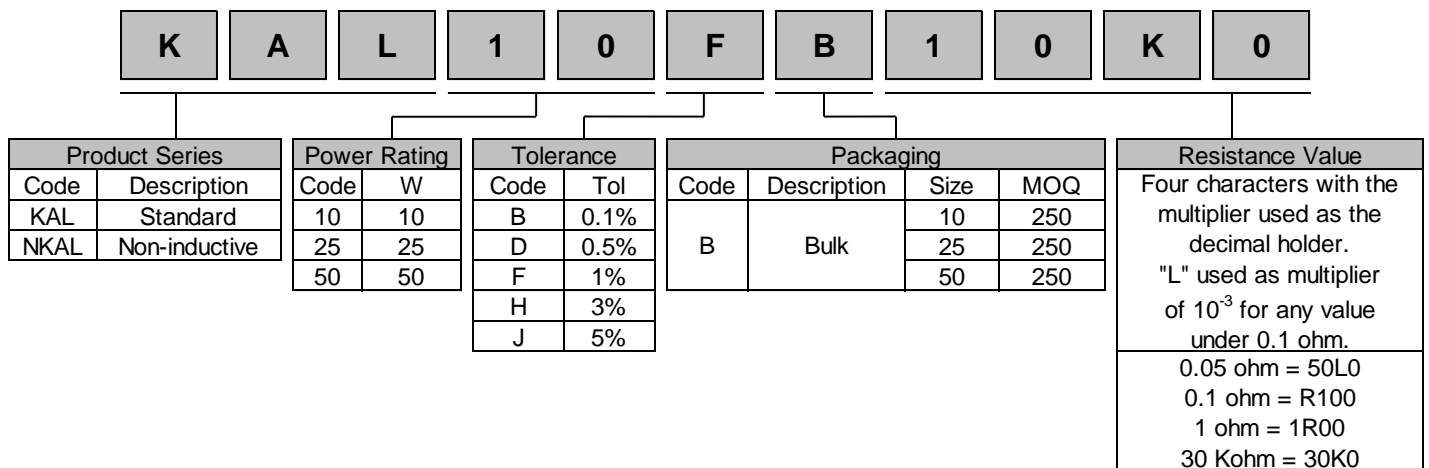 K A L 1 0 F B 1 0 K 0
Product Series
Code Description
KAL Standard
NKAL Non-inductive
Power Rating
Code W
10 10
25 25
50 50
Tolerance
Code Tol
B 0.1%
D 0.5%
F 1%
H 3%
J 5%
Packaging
Code Description Size MOQ
B Bulk
10 250
25 250
50 250
Resistance Value
Four characters with the
multiplier used as the
decimal holder.
"L" used as multiplier
of 10⁻³ for any value
under 0.1 ohm.
0.05 ohm = 50L0
0.1 ohm = R100
1 ohm = 1R00
30 Kohm = 30K0